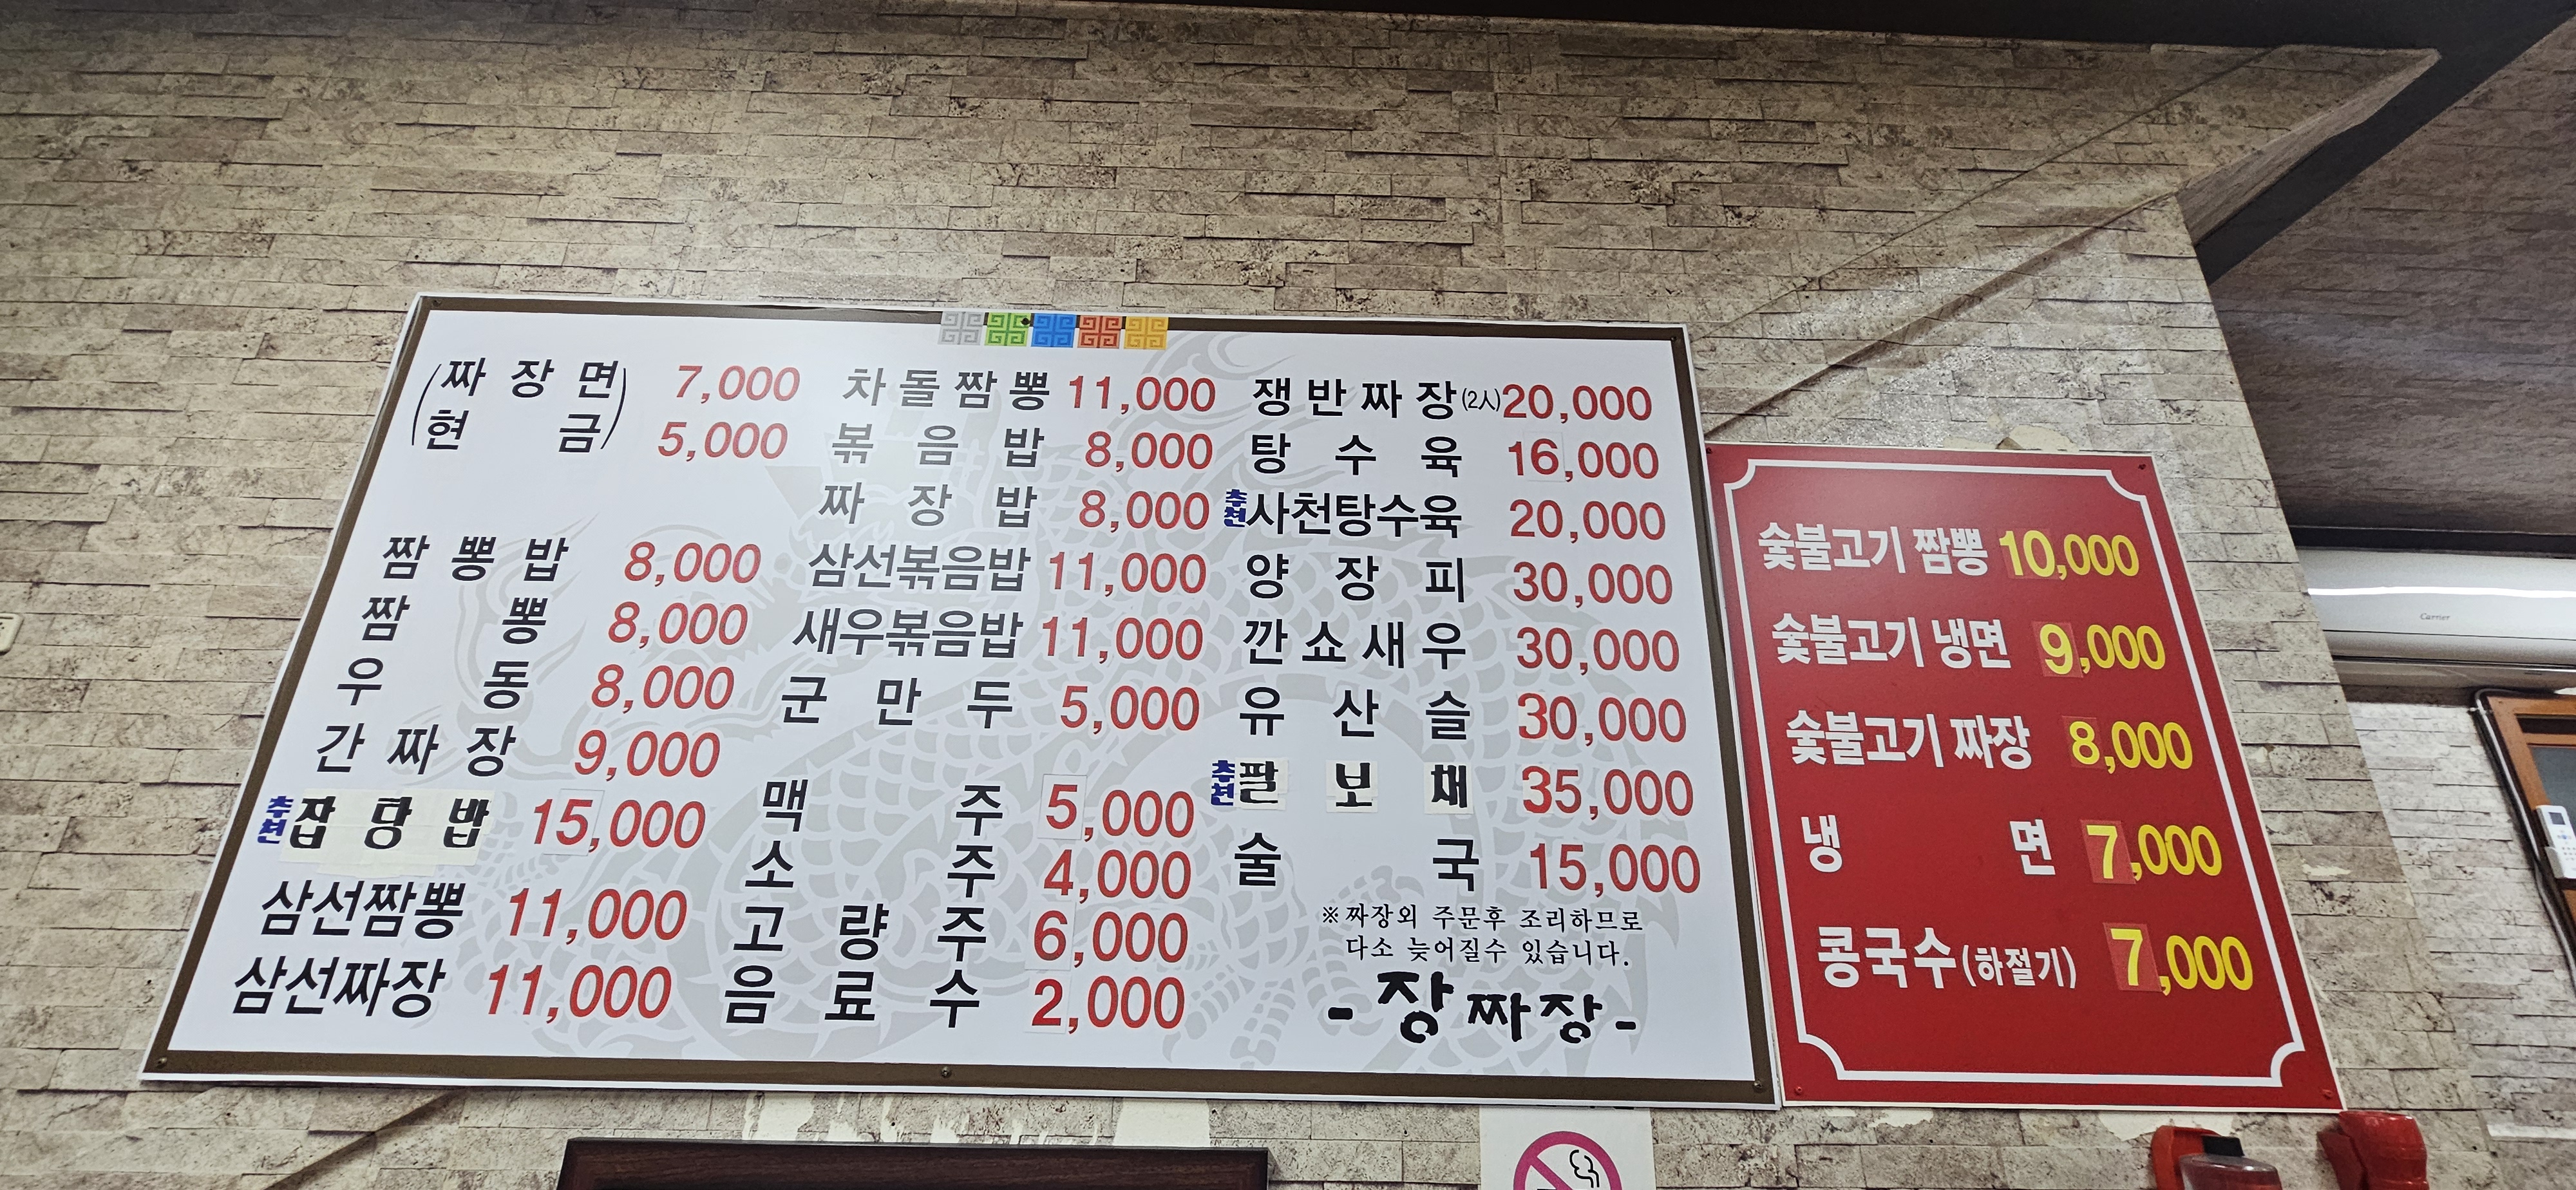 (짜장면 7,000
현금) 5,000
짬뽕밥 8,000
짬뽕 8,000
우동 8,000
간짜장 9,000
추천 잡탕밥 15,000
삼선짬뽕 11,000
삼선짜장 11,000
차돌짬뽕 11,000
볶음밥 8,000
짜장밥 8,000
삼선볶음밥 11,000
새우볶음밥 11,000
군만두 5,000
맥주 5,000
소주 4,000
고량주 6,000
음료수 2,000
쟁반짜장(2人) 20,000
탕수육 16,000
추천 사천탕수육 20,000
양장피 30,000
깐쇼새우 30,000
유산슬 30,000
추천 팔보채 35,000
술국 15,000
※짜장외 주문후 조리하므로
다소 늦어질수 있습니다.
-장짜장-
숯불고기 짬뽕 10,000
숯불고기 냉면 9,000
숯불고기 짜장 8,000
냉면 7,000
콩국수(하절기) 7,000
Carrier